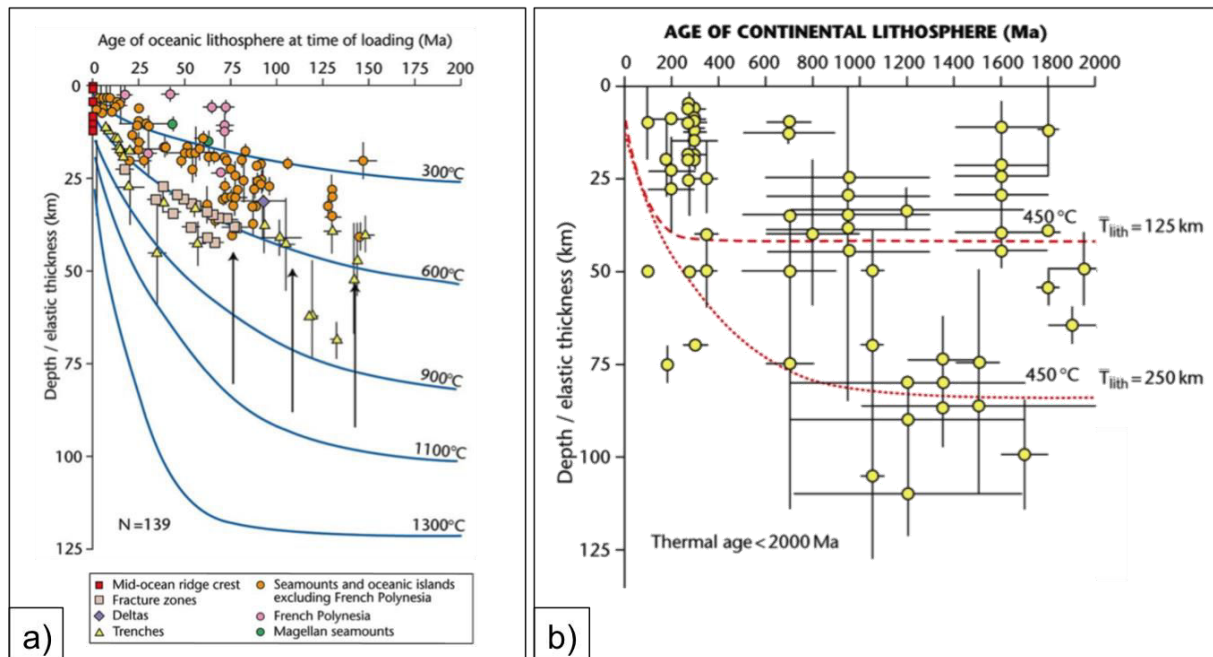 Age of oceanic lithosphere at time of loading (Ma)
0 25 50 75 100 125 150 175 200
0
25
50
75
100
125
Depth / elastic thickness (km)
300°C
600°C
900°C
1100°C
1300°C
N = 139
Mid-ocean ridge crest
Fracture zones
Deltas
Trenches
Seamounts and oceanic islands
excluding French Polynesia
French Polynesia
Magellan seamounts
a)
AGE OF CONTINENTAL LITHOSPHERE (Ma)
0 200 400 600 800 1000 1200 1400 1600 1800 2000
0
25
50
75
100
125
Depth / elastic thickness (km)
450 °C
T̅lith = 125 km
450 °C
T̅lith = 250 km
Thermal age < 2000 Ma
b)